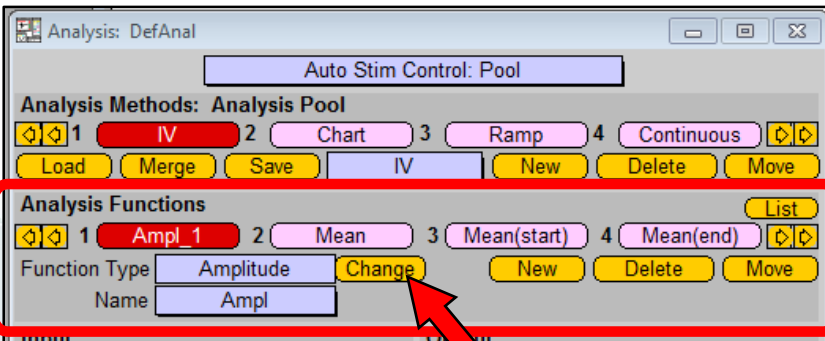 Analysis: DefAnal
Auto Stim Control: Pool
Analysis Methods: Analysis Pool
1 IV 2 Chart 3 Ramp 4 Continuous
Load Merge Save IV New Delete Move
Analysis Functions List
1 Ampl_1 2 Mean 3 Mean(start) 4 Mean(end)
Function Type Amplitude Change New Delete Move
Name Ampl